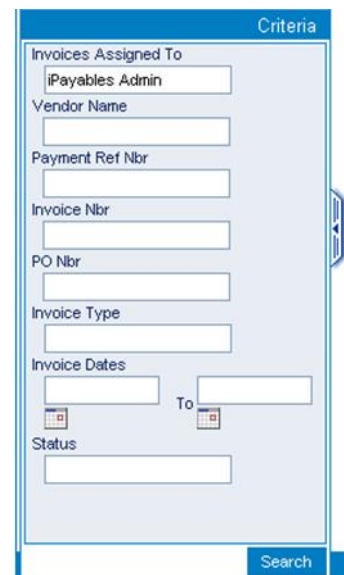 Criteria
Invoices Assigned To
iPayables Admin
Vendor Name
Payment Ref Nbr
Invoice Nbr
PO Nbr
Invoice Type
Invoice Dates
To
Status
Search